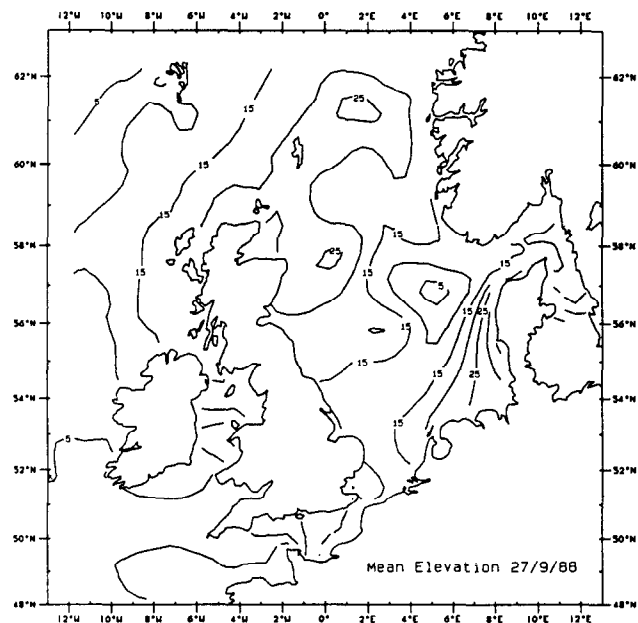 12°W 10°W 8°W 6°W 4°W 2°W 0° 2°E 4°E 6°E 8°E 10°E 12°E
62°N 62°N
5 15 25
60°N 60°N
15
15 15
58°N 25 15 58°N
15 15 5
56°N 15 25 56°N
15 15 25
54°N 54°N
15
5
52°N 52°N
50°N 50°N
Mean Elevation 27/9/88
48°N 48°N
12°W 10°W 8°W 6°W 4°W 2°W 0° 2°E 4°E 6°E 8°E 10°E 12°E